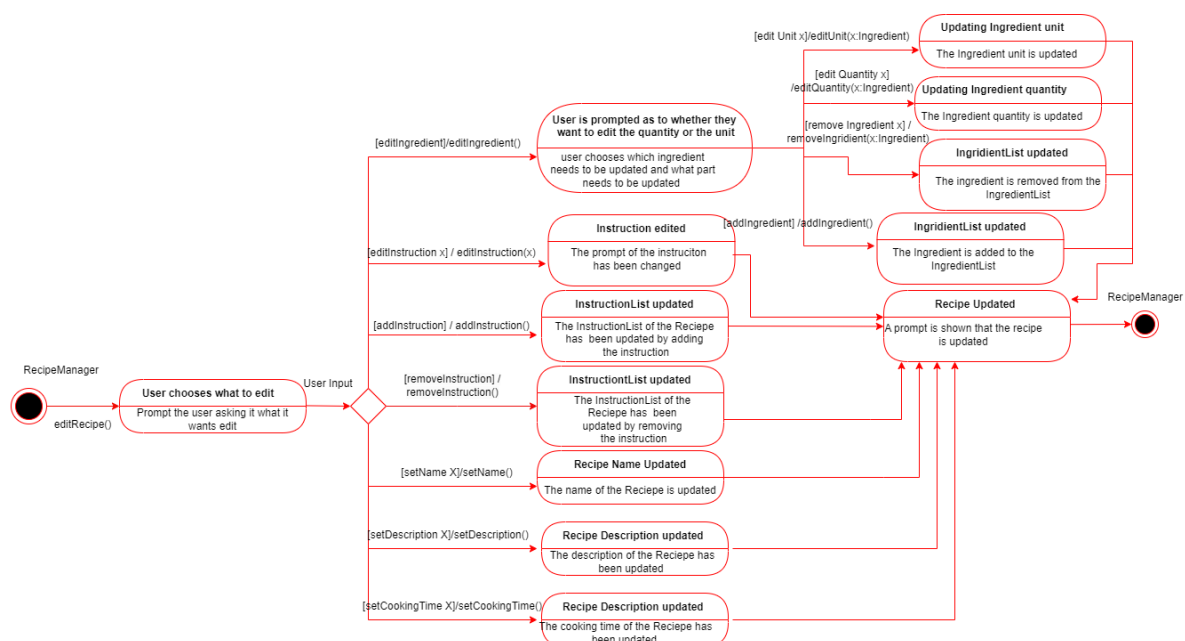 [edit Unit x]/editUnit(x:Ingredient)
Updating Ingredient unit
The Ingredient unit is updated
[edit Quantity x]
/editQuantity(x:Ingredient)
Updating Ingredient quantity
The Ingredient quantity is updated
User is prompted as to whether they
want to edit the quantity or the unit
user chooses which ingredient
needs to be updated and what part
needs to be updated
[editIngredient]/editIngredient()
[remove Ingredient x] /
removeIngridient(x:Ingredient)
IngridientList updated
The ingredient is removed from the
IngredientList
[addIngredient] /addIngredient()
IngridientList updated
The Ingredient is added to the
IngredientList
[editInstruction x] / editInstruction(x)
Instruction edited
The prompt of the instruciton
has been changed
[addInstruction] / addInstruction()
InstructionList updated
The InstructionList of the Reciepe
has been updated by adding
the instruction
Recipe Updated
A prompt is shown that the recipe
is updated
RecipeManager
RecipeManager
editRecipe()
User chooses what to edit
Prompt the user asking it what it
wants edit
User Input
[removeInstruction] /
removeInstruction()
InstructiontList updated
The InstructionList of the
Reciepe has been
updated by removing
the instruction
[setName X]/setName()
Recipe Name Updated
The name of the Reciepe is updated
[setDescription X]/setDescription()
Recipe Description updated
The description of the Reciepe has
been updated
[setCookingTime X]/setCookingTime()
Recipe Description updated
The cooking time of the Reciepe has
been updated